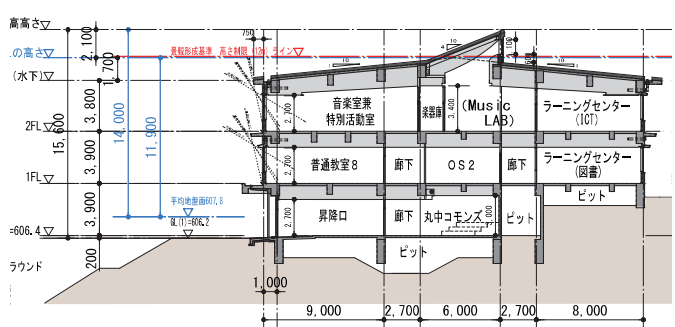 高高さ
の高さ
(水下)
2FL
1FL
=606.4
ラウンド
2,100
1,700
3,800
3,900
3,900
200
15,600
14,000
11,900
750
景観形成基準 高さ制限 (12m) ライン
10
4
10
10
2,700
音楽室兼
特別活動室
楽器庫
3,400
(Music
LAB)
ラーニングセンター
(ICT)
2,700
普通教室8
廊下
OS2
廊下
ラーニングセンター
(図書)
平均地盤面607.8
GL(1)=606.2
2,700
昇降口
廊下
丸中コモンズ
ピット
ピット
ピット
1,000
9,000
2,700
6,000
2,700
8,000